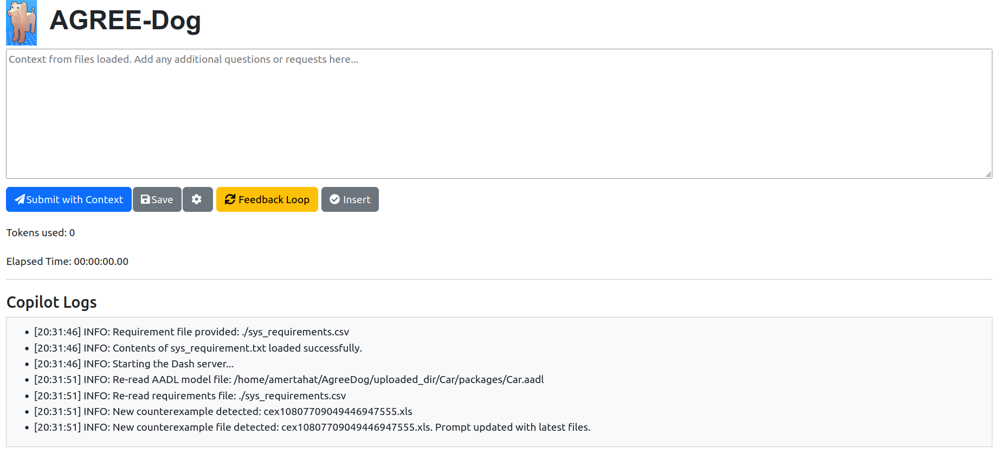 AGREE-Dog
Context from files loaded. Add any additional questions or requests here...
Submit with Context Save Feedback Loop Insert
Tokens used: 0
Elapsed Time: 00:00:00.00
Copilot Logs
• [20:31:46] INFO: Requirement file provided: ./sys_requirements.csv
• [20:31:46] INFO: Contents of sys_requirement.txt loaded successfully.
• [20:31:46] INFO: Starting the Dash server...
• [20:31:51] INFO: Re-read AADL model file: /home/amertahat/AgreeDog/uploaded_dir/Car/packages/Car.aadl
• [20:31:51] INFO: Re-read requirements file: ./sys_requirements.csv
• [20:31:51] INFO: New counterexample detected: cex10807709049446947555.xls
• [20:31:51] INFO: New counterexample file detected: cex10807709049446947555.xls. Prompt updated with latest files.